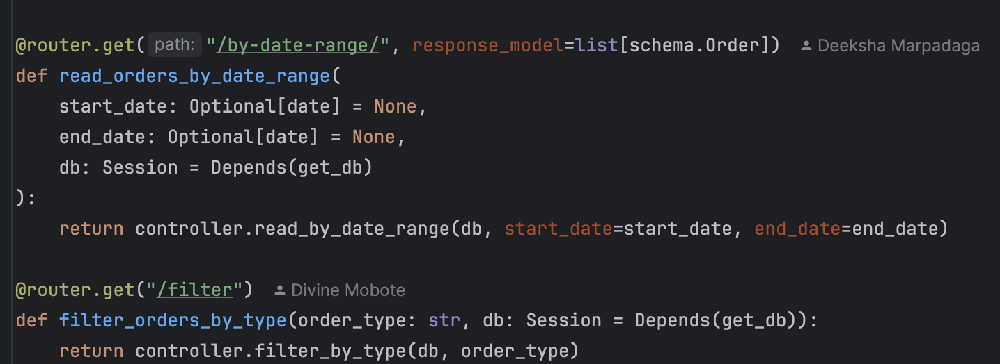 @router.get( path: "/by-date-range/", response_model=list[schema.Order]) Deeksha Marpadaga
def read_orders_by_date_range(
    start_date: Optional[date] = None,
    end_date: Optional[date] = None,
    db: Session = Depends(get_db)
):
    return controller.read_by_date_range(db, start_date=start_date, end_date=end_date)
@router.get("/filter") Divine Mobote
def filter_orders_by_type(order_type: str, db: Session = Depends(get_db)):
    return controller.filter_by_type(db, order_type)